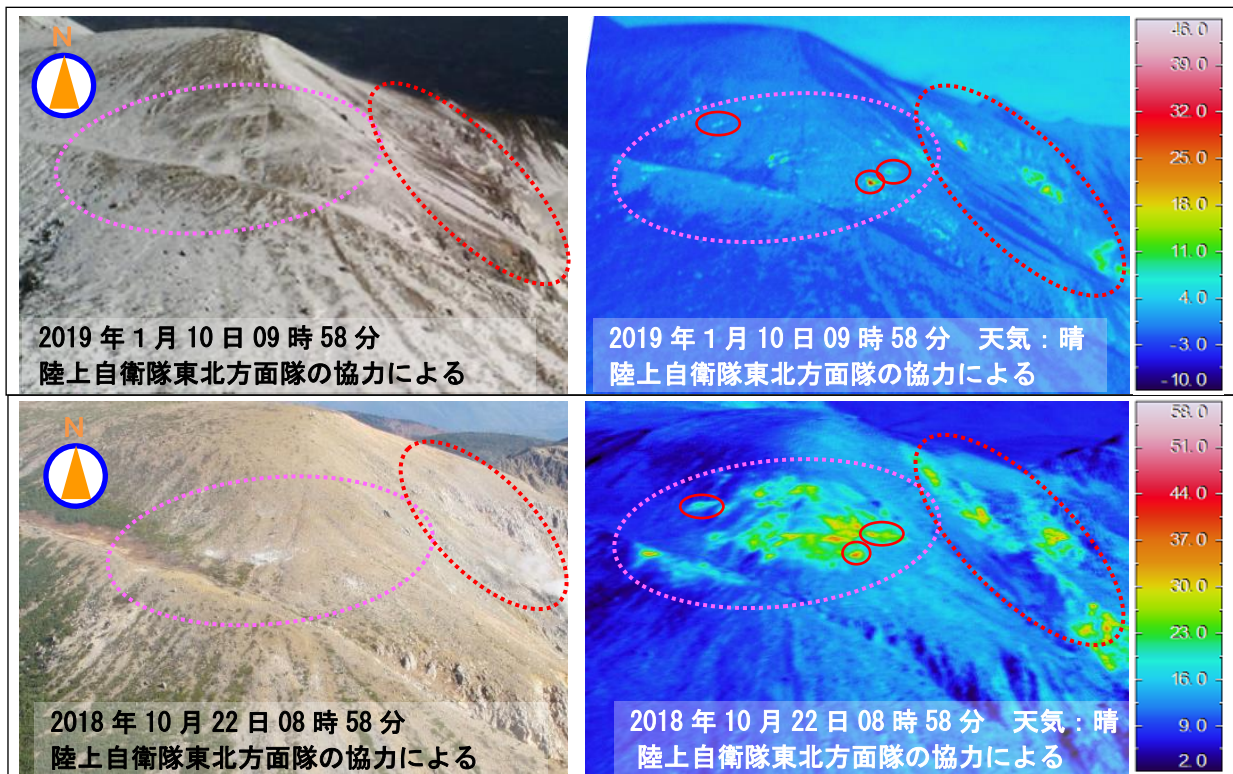 N
2019年1月10日09時58分
陸上自衛隊東北方面隊の協力による
2019年1月10日09時58分 天気：晴
陸上自衛隊東北方面隊の協力による
46.0
39.0
32.0
25.0
18.0
11.0
4.0
-3.0
-10.0
N
2018年10月22日08時58分
陸上自衛隊東北方面隊の協力による
2018年10月22日08時58分 天気：晴
陸上自衛隊東北方面隊の協力による
58.0
51.0
44.0
37.0
30.0
23.0
16.0
9.0
2.0